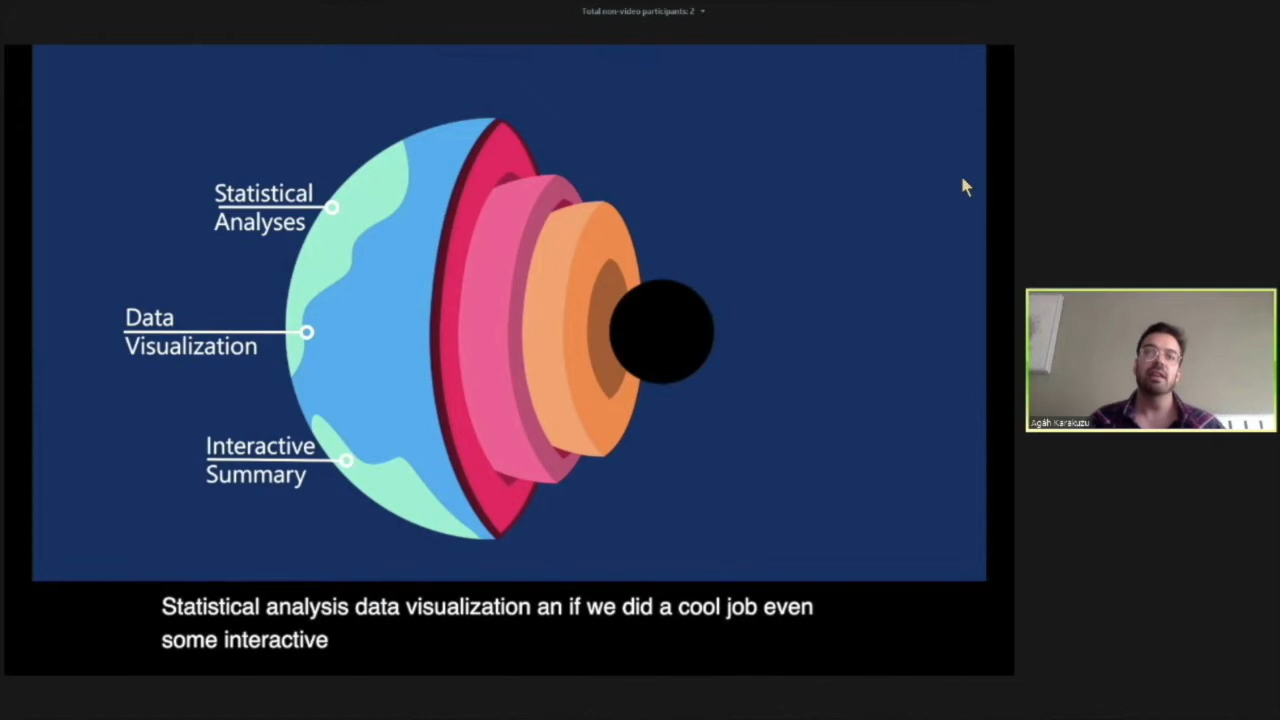 Total non-video participants: 2
Statistical
Analyses
Data
Visualization
Interactive
Summary
Agâh Karakuzu
Statistical analysis data visualization an if we did a cool job even
some interactive